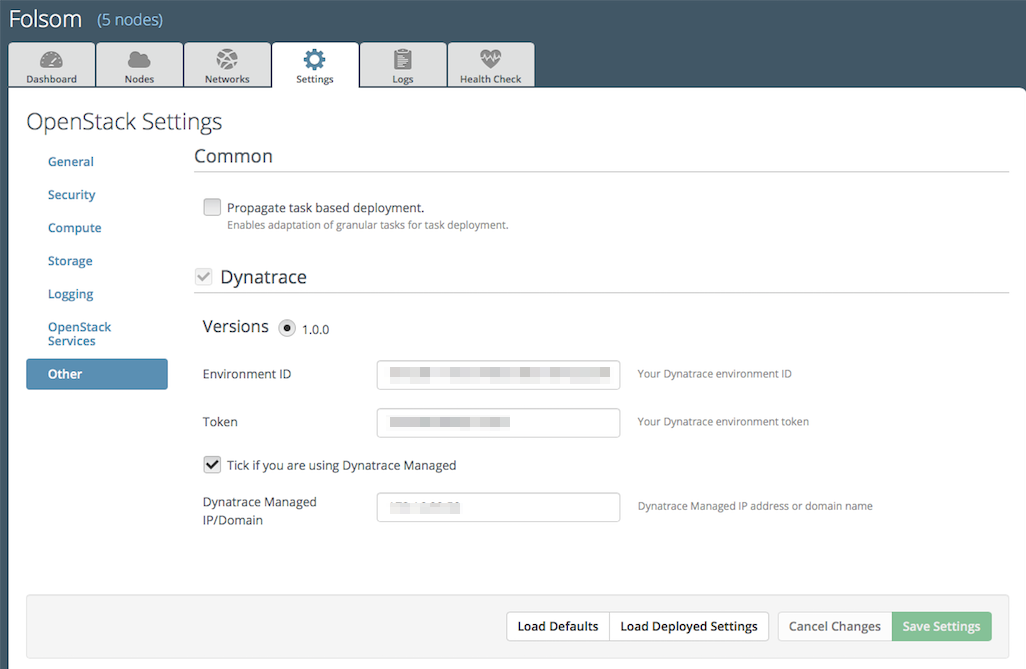 Folsom (5 nodes)
Dashboard
Nodes
Networks
Settings
Logs
Health Check
OpenStack Settings
General
Security
Compute
Storage
Logging
OpenStack
Services
Other
Common
Propagate task based deployment.
Enables adaptation of granular tasks for task deployment.
Dynatrace
Versions 1.0.0
Environment ID
Your Dynatrace environment ID
Token
Your Dynatrace environment token
Tick if you are using Dynatrace Managed
Dynatrace Managed
IP/Domain
Dynatrace Managed IP address or domain name
Load Defaults
Load Deployed Settings
Cancel Changes
Save Settings